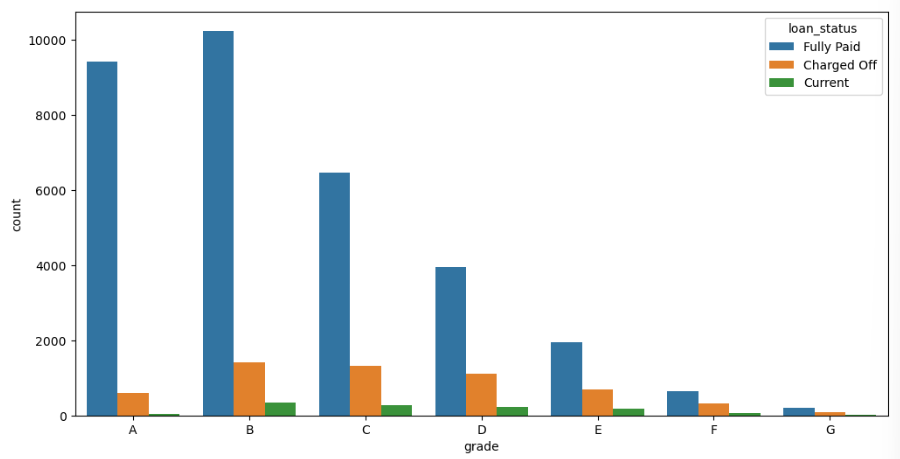 loan_status
Fully Paid
Charged Off
Current
10000
8000
6000
4000
2000
0
count
A B C D E F G
grade